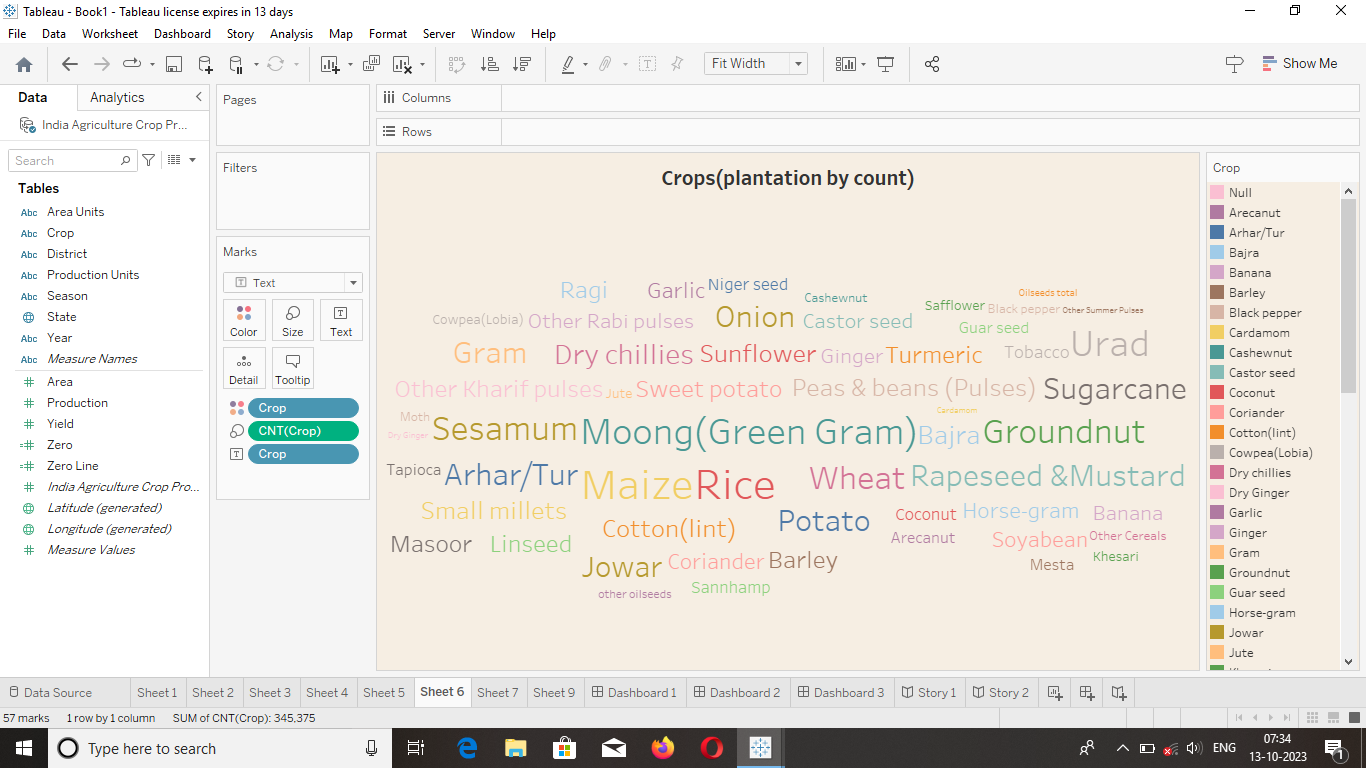 Tableau - Book1 - Tableau license expires in 13 days
File Data Worksheet Dashboard Story Analysis Map Format Server Window Help
Fit Width
Show Me
Data Analytics
India Agriculture Crop Pr...
Search
Tables
Abc Area Units
Abc Crop
Abc District
Abc Production Units
Abc Season
State
Abc Year
Abc Measure Names
# Area
# Production
# Yield
=# Zero
=# Zero Line
# India Agriculture Crop Pro...
Latitude (generated)
Longitude (generated)
# Measure Values
Pages
Filters
Marks
Text
Color Size Text
Detail Tooltip
Crop
CNT(Crop)
Crop
Columns
Rows
Crops(plantation by count)
Ragi Garlic Niger seed
Cashewnut Oilseeds total
Cowpea(Lobia) Other Rabi pulses Onion Castor seed Safflower Black pepper Other Summer Pulses
Guar seed
Gram Dry chillies Sunflower Ginger Turmeric Tobacco Urad
Other Kharif pulses Jute Sweet potato Peas & beans (Pulses) Sugarcane
Moth Cardamom
Dry Ginger Sesamum Moong(Green Gram) Bajra Groundnut
Tapioca Arhar/Tur Maize Rice Wheat Rapeseed &Mustard
Small millets Cotton(lint) Potato Coconut Horse-gram Banana
Masoor Linseed Arecanut Soyabean Other Cereals
Jowar Coriander Barley Mesta Khesari
other oilseeds Sannhamp
Crop
Null
Arecanut
Arhar/Tur
Bajra
Banana
Barley
Black pepper
Cardamom
Cashewnut
Castor seed
Coconut
Coriander
Cotton(lint)
Cowpea(Lobia)
Dry chillies
Dry Ginger
Garlic
Ginger
Gram
Groundnut
Guar seed
Horse-gram
Jowar
Jute
Data Source Sheet 1 Sheet 2 Sheet 3 Sheet 4 Sheet 5 Sheet 6 Sheet 7 Sheet 9 Dashboard 1 Dashboard 2 Dashboard 3 Story 1 Story 2
57 marks 1 row by 1 column SUM of CNT(Crop): 345,375
Type here to search
ENG
07:34
13-10-2023
1